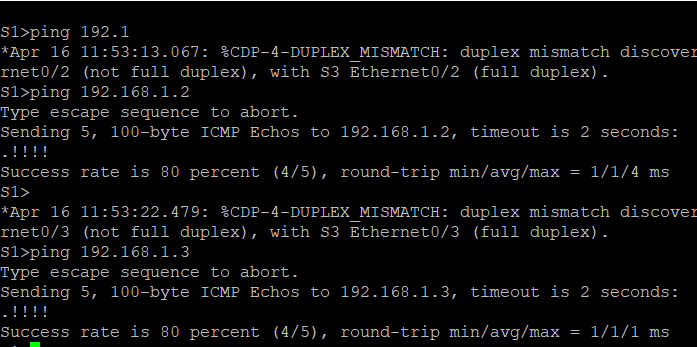 S1>ping 192.1
*Apr 16 11:53:13.067: %CDP-4-DUPLEX_MISMATCH: duplex mismatch discover
rnet0/2 (not full duplex), with S3 Ethernet0/2 (full duplex).
S1>ping 192.168.1.2
Type escape sequence to abort.
Sending 5, 100-byte ICMP Echos to 192.168.1.2, timeout is 2 seconds:
.!!!!
Success rate is 80 percent (4/5), round-trip min/avg/max = 1/1/4 ms
S1>
*Apr 16 11:53:22.479: %CDP-4-DUPLEX_MISMATCH: duplex mismatch discover
rnet0/3 (not full duplex), with S3 Ethernet0/3 (full duplex).
S1>ping 192.168.1.3
Type escape sequence to abort.
Sending 5, 100-byte ICMP Echos to 192.168.1.3, timeout is 2 seconds:
.!!!!
Success rate is 80 percent (4/5), round-trip min/avg/max = 1/1/1 ms